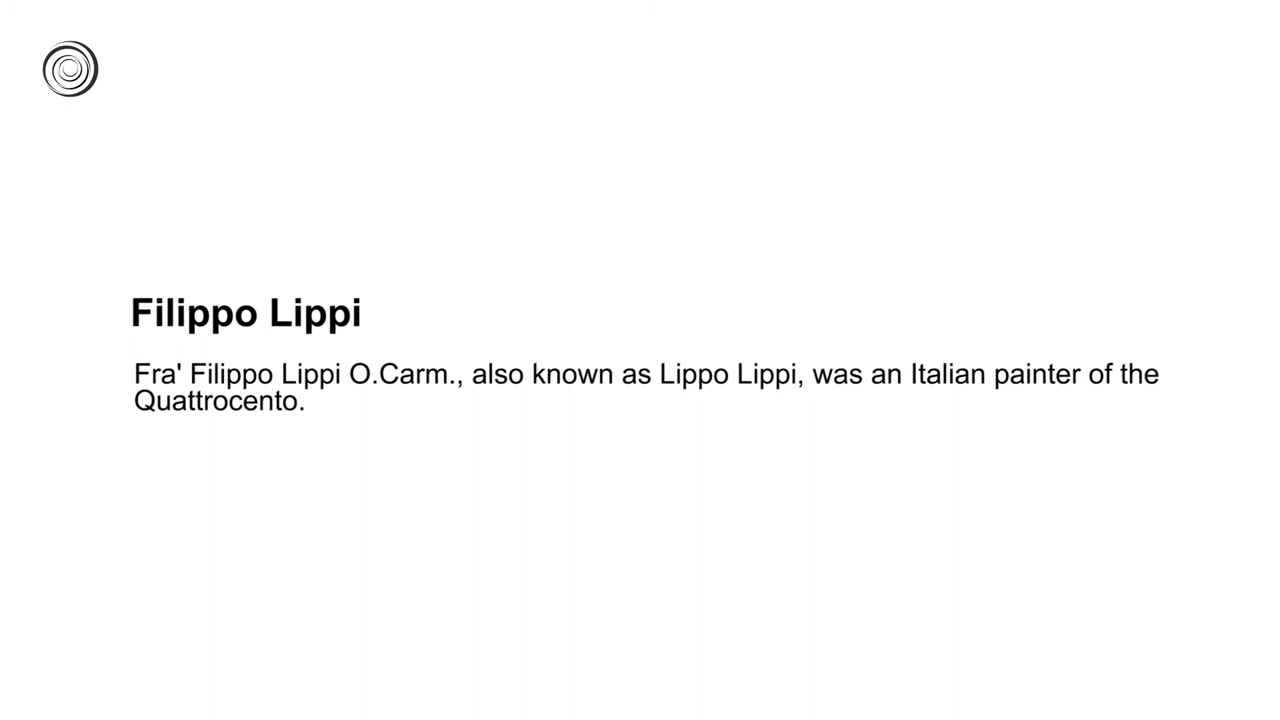 Filippo Lippi
Fra' Filippo Lippi O.Carm., also known as Lippo Lippi, was an Italian painter of the
Quattrocento.